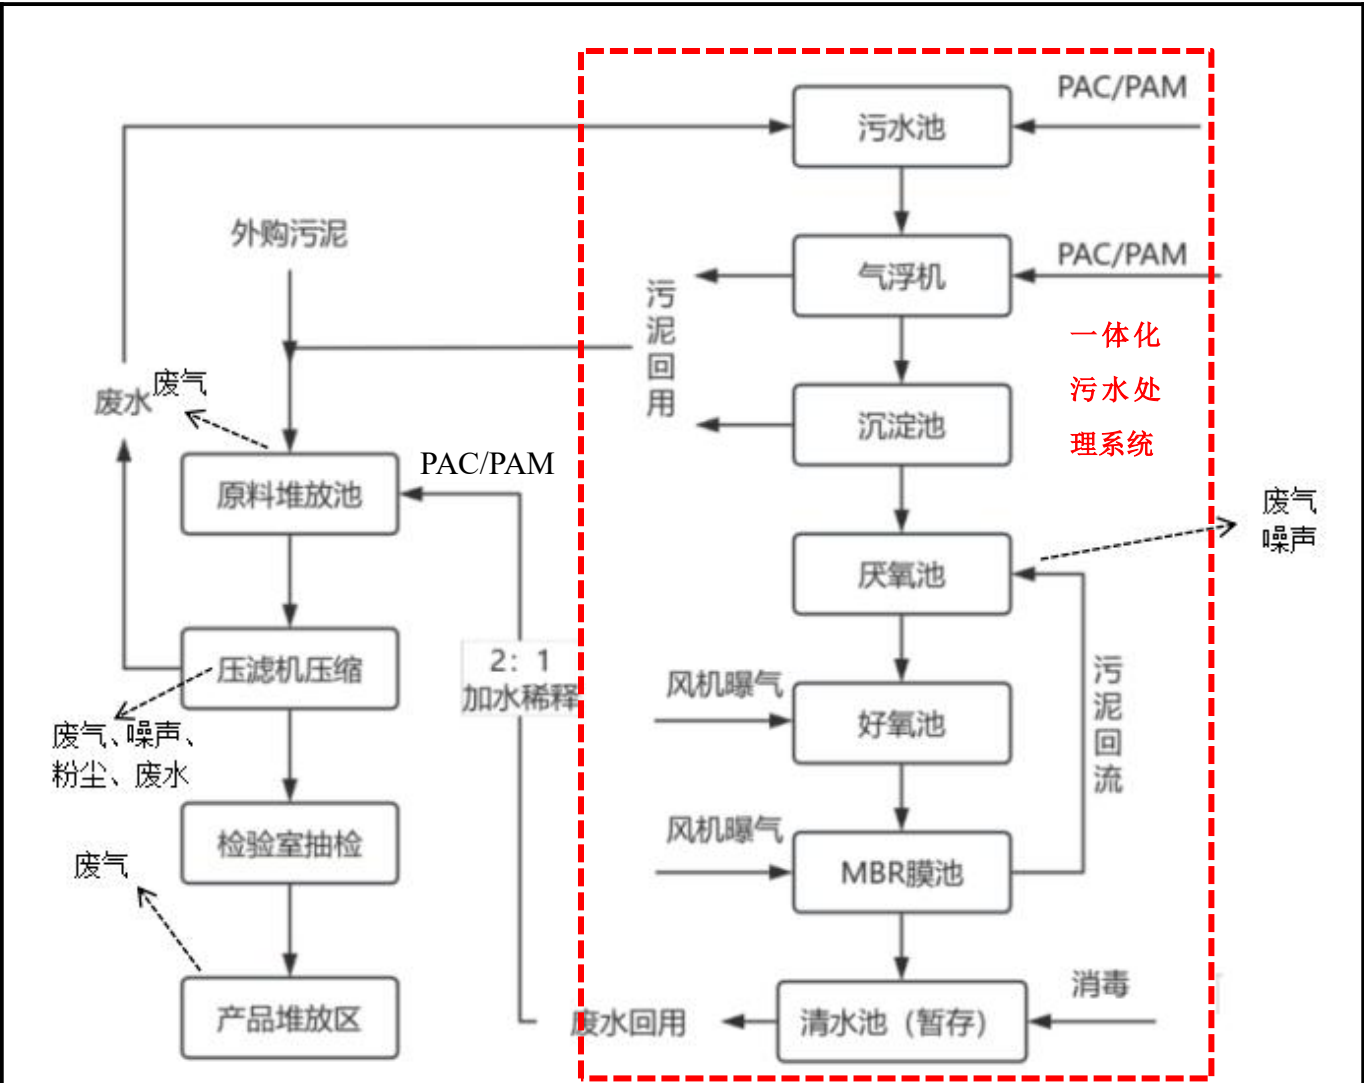 PAC/PAM
污水池
外购污泥
PAC/PAM
气浮机
污
泥
回
用
一体化
污水处
理系统
废气
废水
沉淀池
PAC/PAM
原料堆放池
废气
噪声
厌氧池
2：1
加水稀释
压滤机压缩
风机曝气
好氧池
污
泥
回
流
废气、噪声、
粉尘、废水
检验室抽检
风机曝气
MBR膜池
废气
消毒
产品堆放区
废水回用
清水池（暂存）